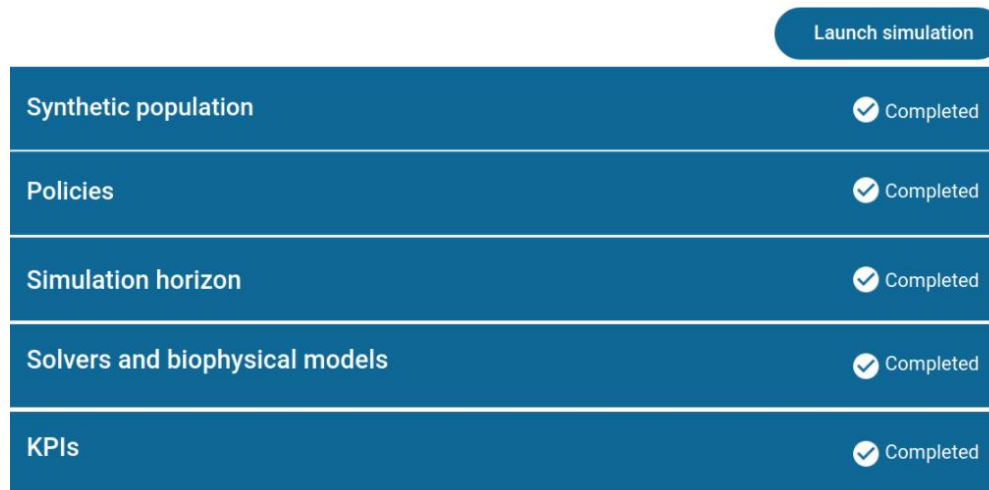 Launch simulation
Synthetic population
Completed
Policies
Completed
Simulation horizon
Completed
Solvers and biophysical models
Completed
KPIs
Completed